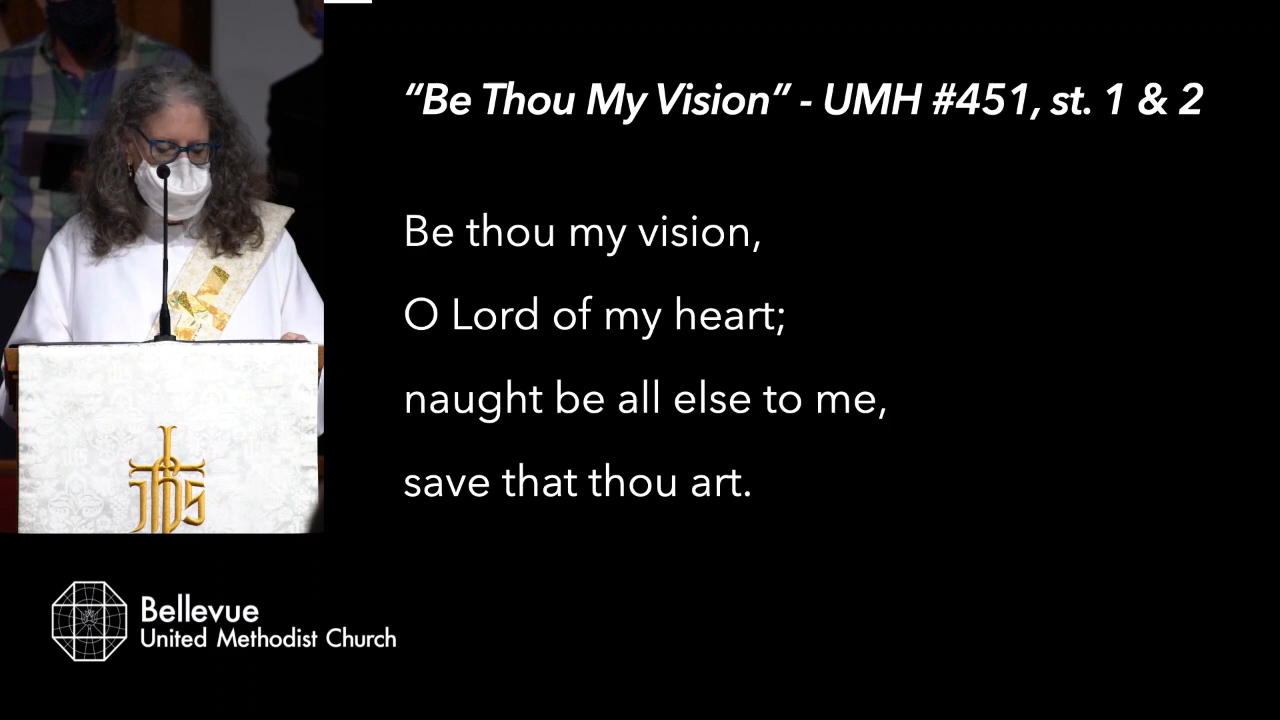 “Be Thou My Vision” - UMH #451, st. 1 & 2
Be thou my vision,
O Lord of my heart;
naught be all else to me,
save that thou art.
IHS
Bellevue
United Methodist Church